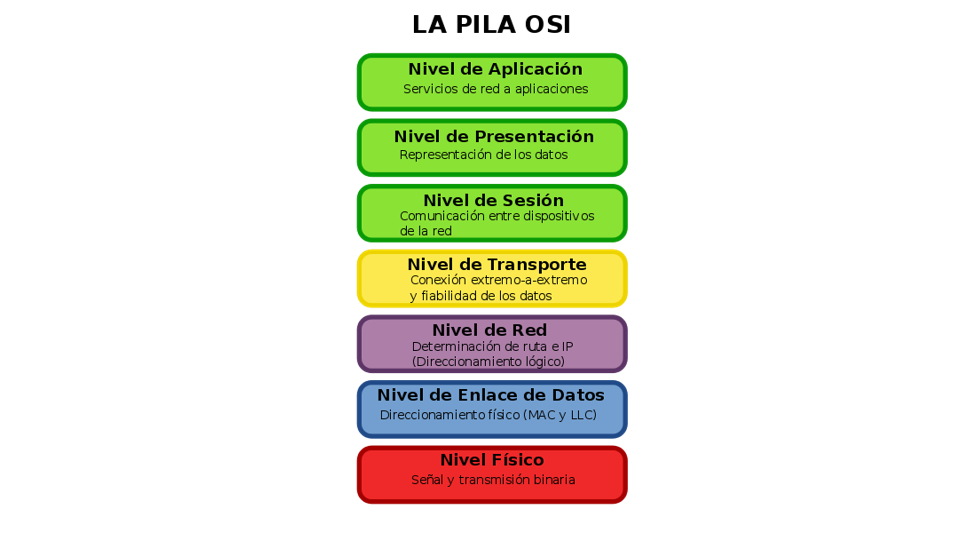 LA PILA OSI
Nivel de Aplicación
Servicios de red a aplicaciones
Nivel de Presentación
Representación de los datos
Nivel de Sesión
Comunicación entre dispositivos
de la red
Nivel de Transporte
Conexión extremo-a-extremo
y fiabilidad de los datos
Nivel de Red
Determinación de ruta e IP
(Direccionamiento lógico)
Nivel de Enlace de Datos
Direccionamiento físico (MAC y LLC)
Nivel Físico
Señal y transmisión binaria